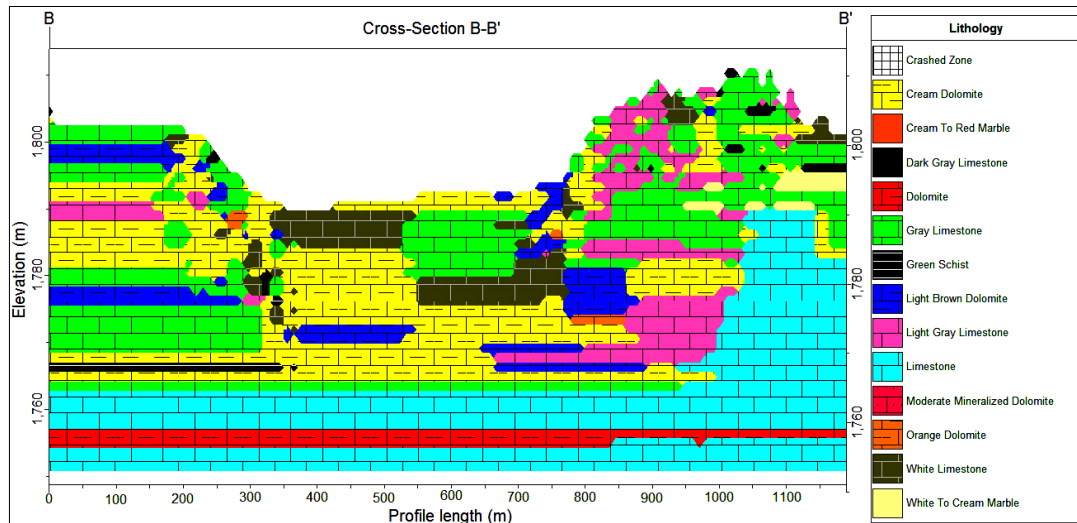 B
Cross-Section B-B'
B'
Lithology
Crashed Zone
Cream Dolomite
Cream To Red Marble
Dark Gray Limestone
Dolomite
Gray Limestone
Green Schist
Light Brown Dolomite
Light Gray Limestone
Limestone
Moderate Mineralized Dolomite
Orange Dolomite
White Limestone
White To Cream Marble
Elevation (m)
1,800
1,780
1,760
1,800
1,780
1,760
0 100 200 300 400 500 600 700 800 900 1000 1100
Profile length (m)